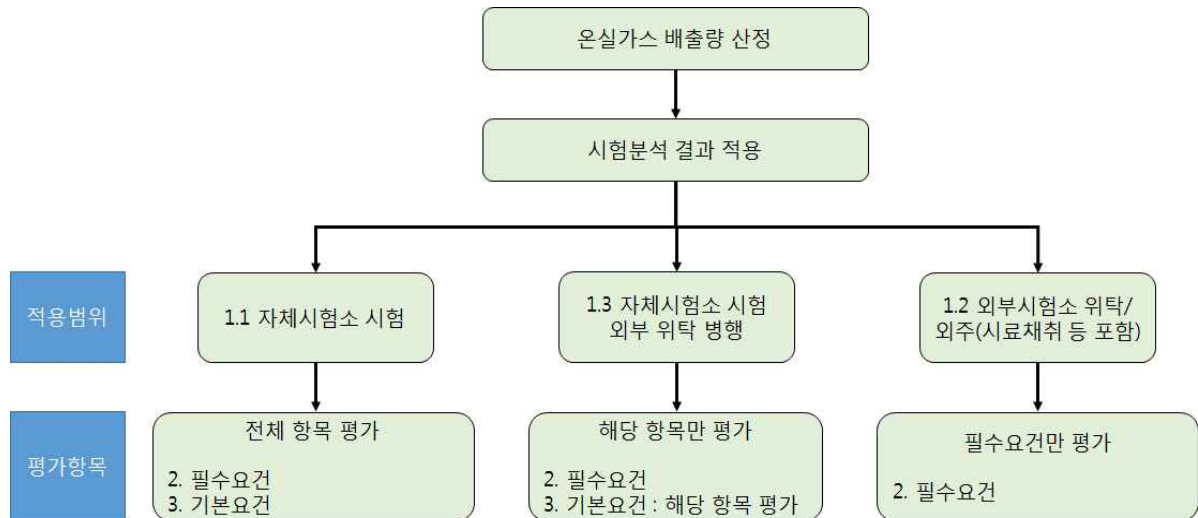 온실가스 배출량 산정
시험분석 결과 적용
적용범위
1.1 자체시험소 시험
1.3 자체시험소 시험
외부 위탁 병행
1.2 외부시험소 위탁/
외주(시료채취 등 포함)
평가항목
전체 항목 평가
2. 필수요건
3. 기본요건
해당 항목만 평가
2. 필수요건
3. 기본요건 : 해당 항목 평가
필수요건만 평가
2. 필수요건